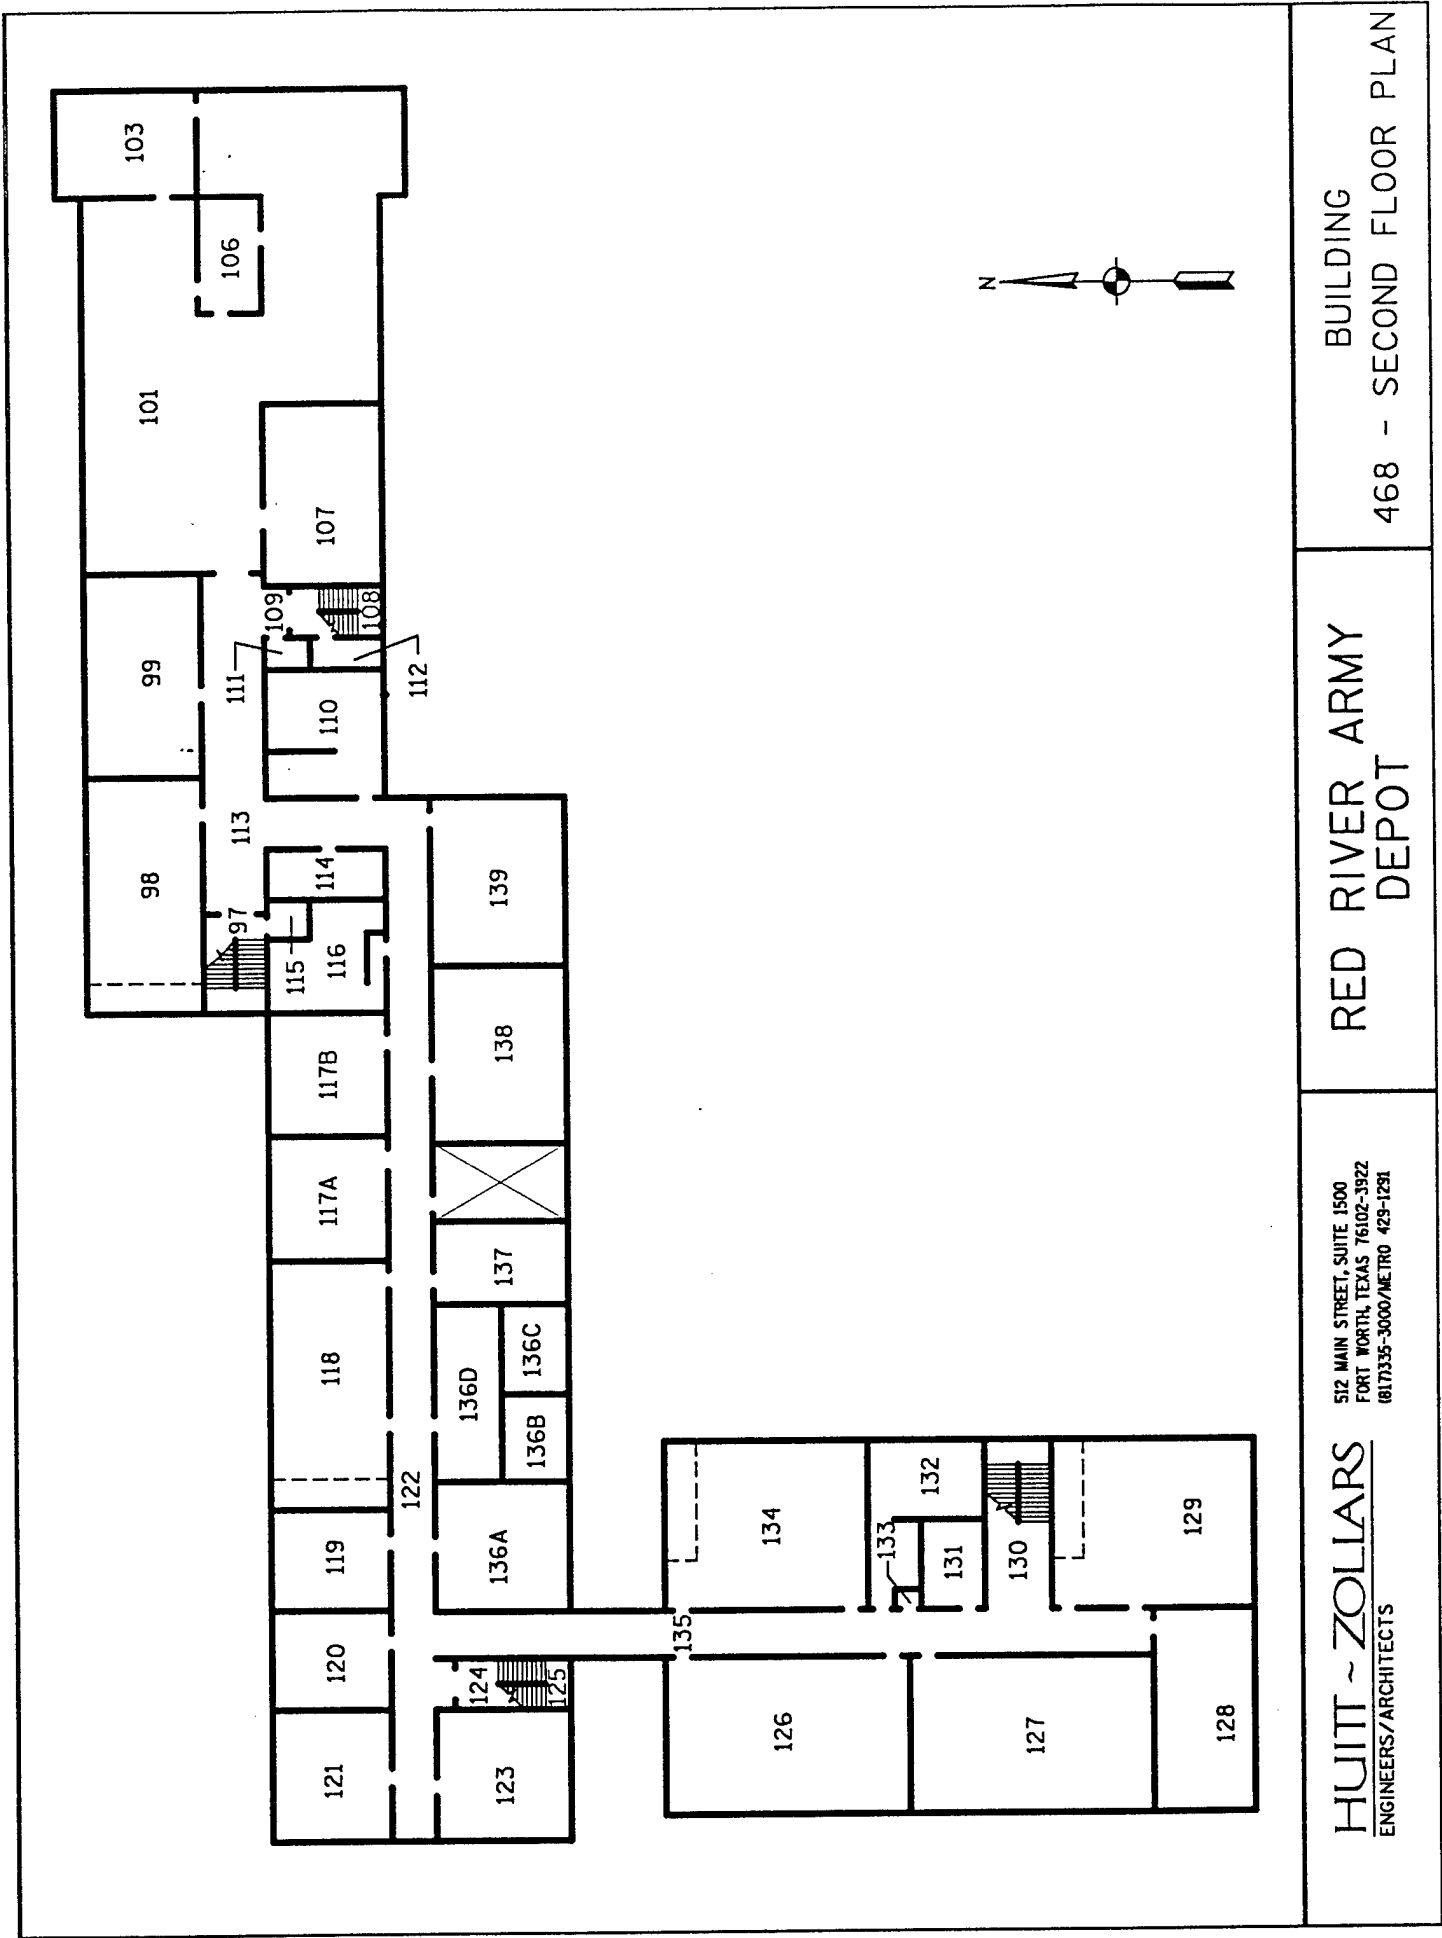 121
120
119
118
117A
117B
116
115
97
98
99
101
103
106
107
109
108
111
112
110
113
114
122
123
124
125
136A
136D
136B
136C
137
138
139
135
126
127
128
134
133
132
131
130
129
N
HUITT ~ ZOLLARS
ENGINEERS/ARCHITECTS
512 MAIN STREET, SUITE 1500
FORT WORTH, TEXAS 76102-3922
(817)335-3000/METRO 429-1291
RED RIVER ARMY
DEPOT
BUILDING
468 - SECOND FLOOR PLAN